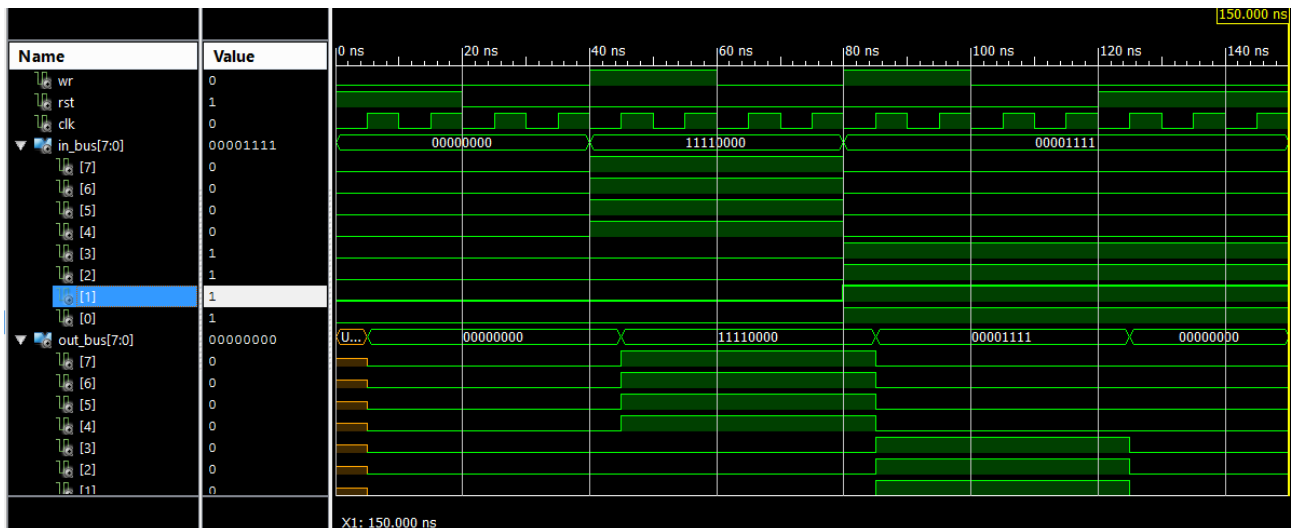 150.000 ns
Name Value 0 ns 20 ns 40 ns 60 ns 80 ns 100 ns 120 ns 140 ns
wr 0
rst 1
clk 0
in_bus[7:0] 00001111 00000000 11110000 00001111
[7] 0
[6] 0
[5] 0
[4] 0
[3] 1
[2] 1
[1] 1
[0] 1
out_bus[7:0] 00000000 U... 00000000 11110000 00001111 00000000
[7] 0
[6] 0
[5] 0
[4] 0
[3] 0
[2] 0
[1] 0
X1: 150.000 ns